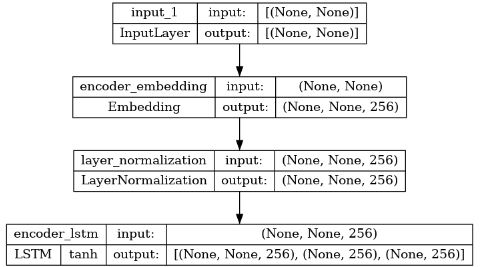 input_1 input: [(None, None)]
InputLayer output: [(None, None)]
encoder_embedding input: (None, None)
Embedding output: (None, None, 256)
layer_normalization input: (None, None, 256)
LayerNormalization output: (None, None, 256)
encoder_lstm input: (None, None, 256)
LSTM tanh output: [(None, None, 256), (None, 256), (None, 256)]